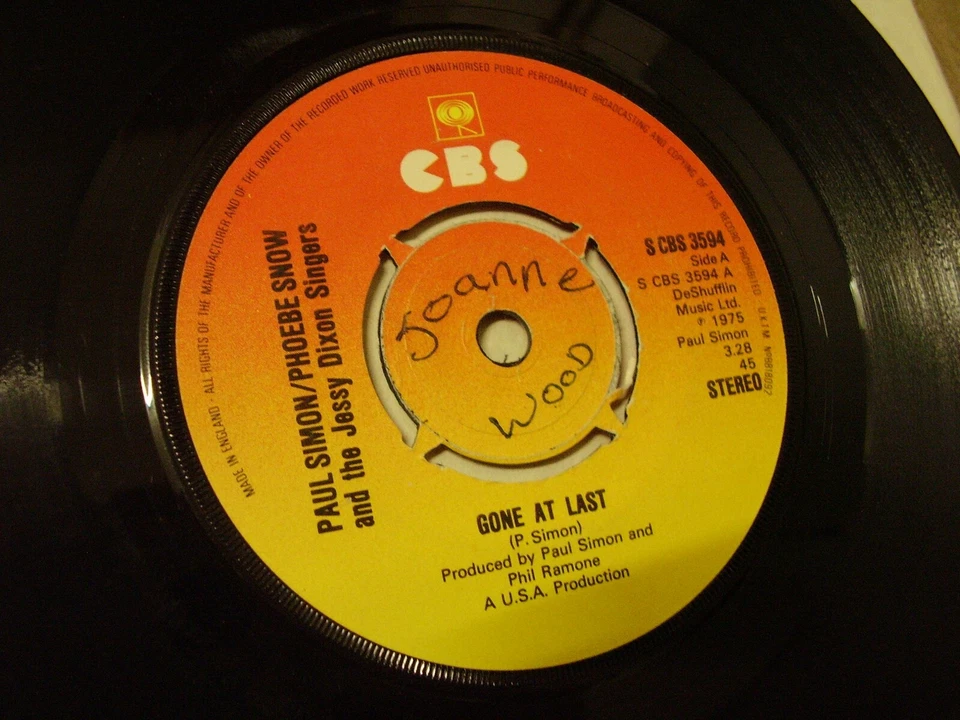 ALL RIGHTS OF THE MANUFACTURER AND OF THE OWNER OF THE RECORDED WORK RESERVED UNAUTHORISED PUBLIC PERFORMANCE BROADCASTING AND COPYING OF THIS RECORD PROHIBITED
MADE IN ENGLAND
CBS
PAUL SIMON/PHOEBE SNOW
and the Jessy Dixon Singers
Joanne
WOOD
S CBS 3594
Side A
S CBS 3594 A
DeShufflin
Music Ltd.
℗ 1975
Paul Simon
3.28
45
STEREO
GONE AT LAST
(P. Simon)
Produced by Paul Simon and
Phil Ramone
A U.S.A. Production